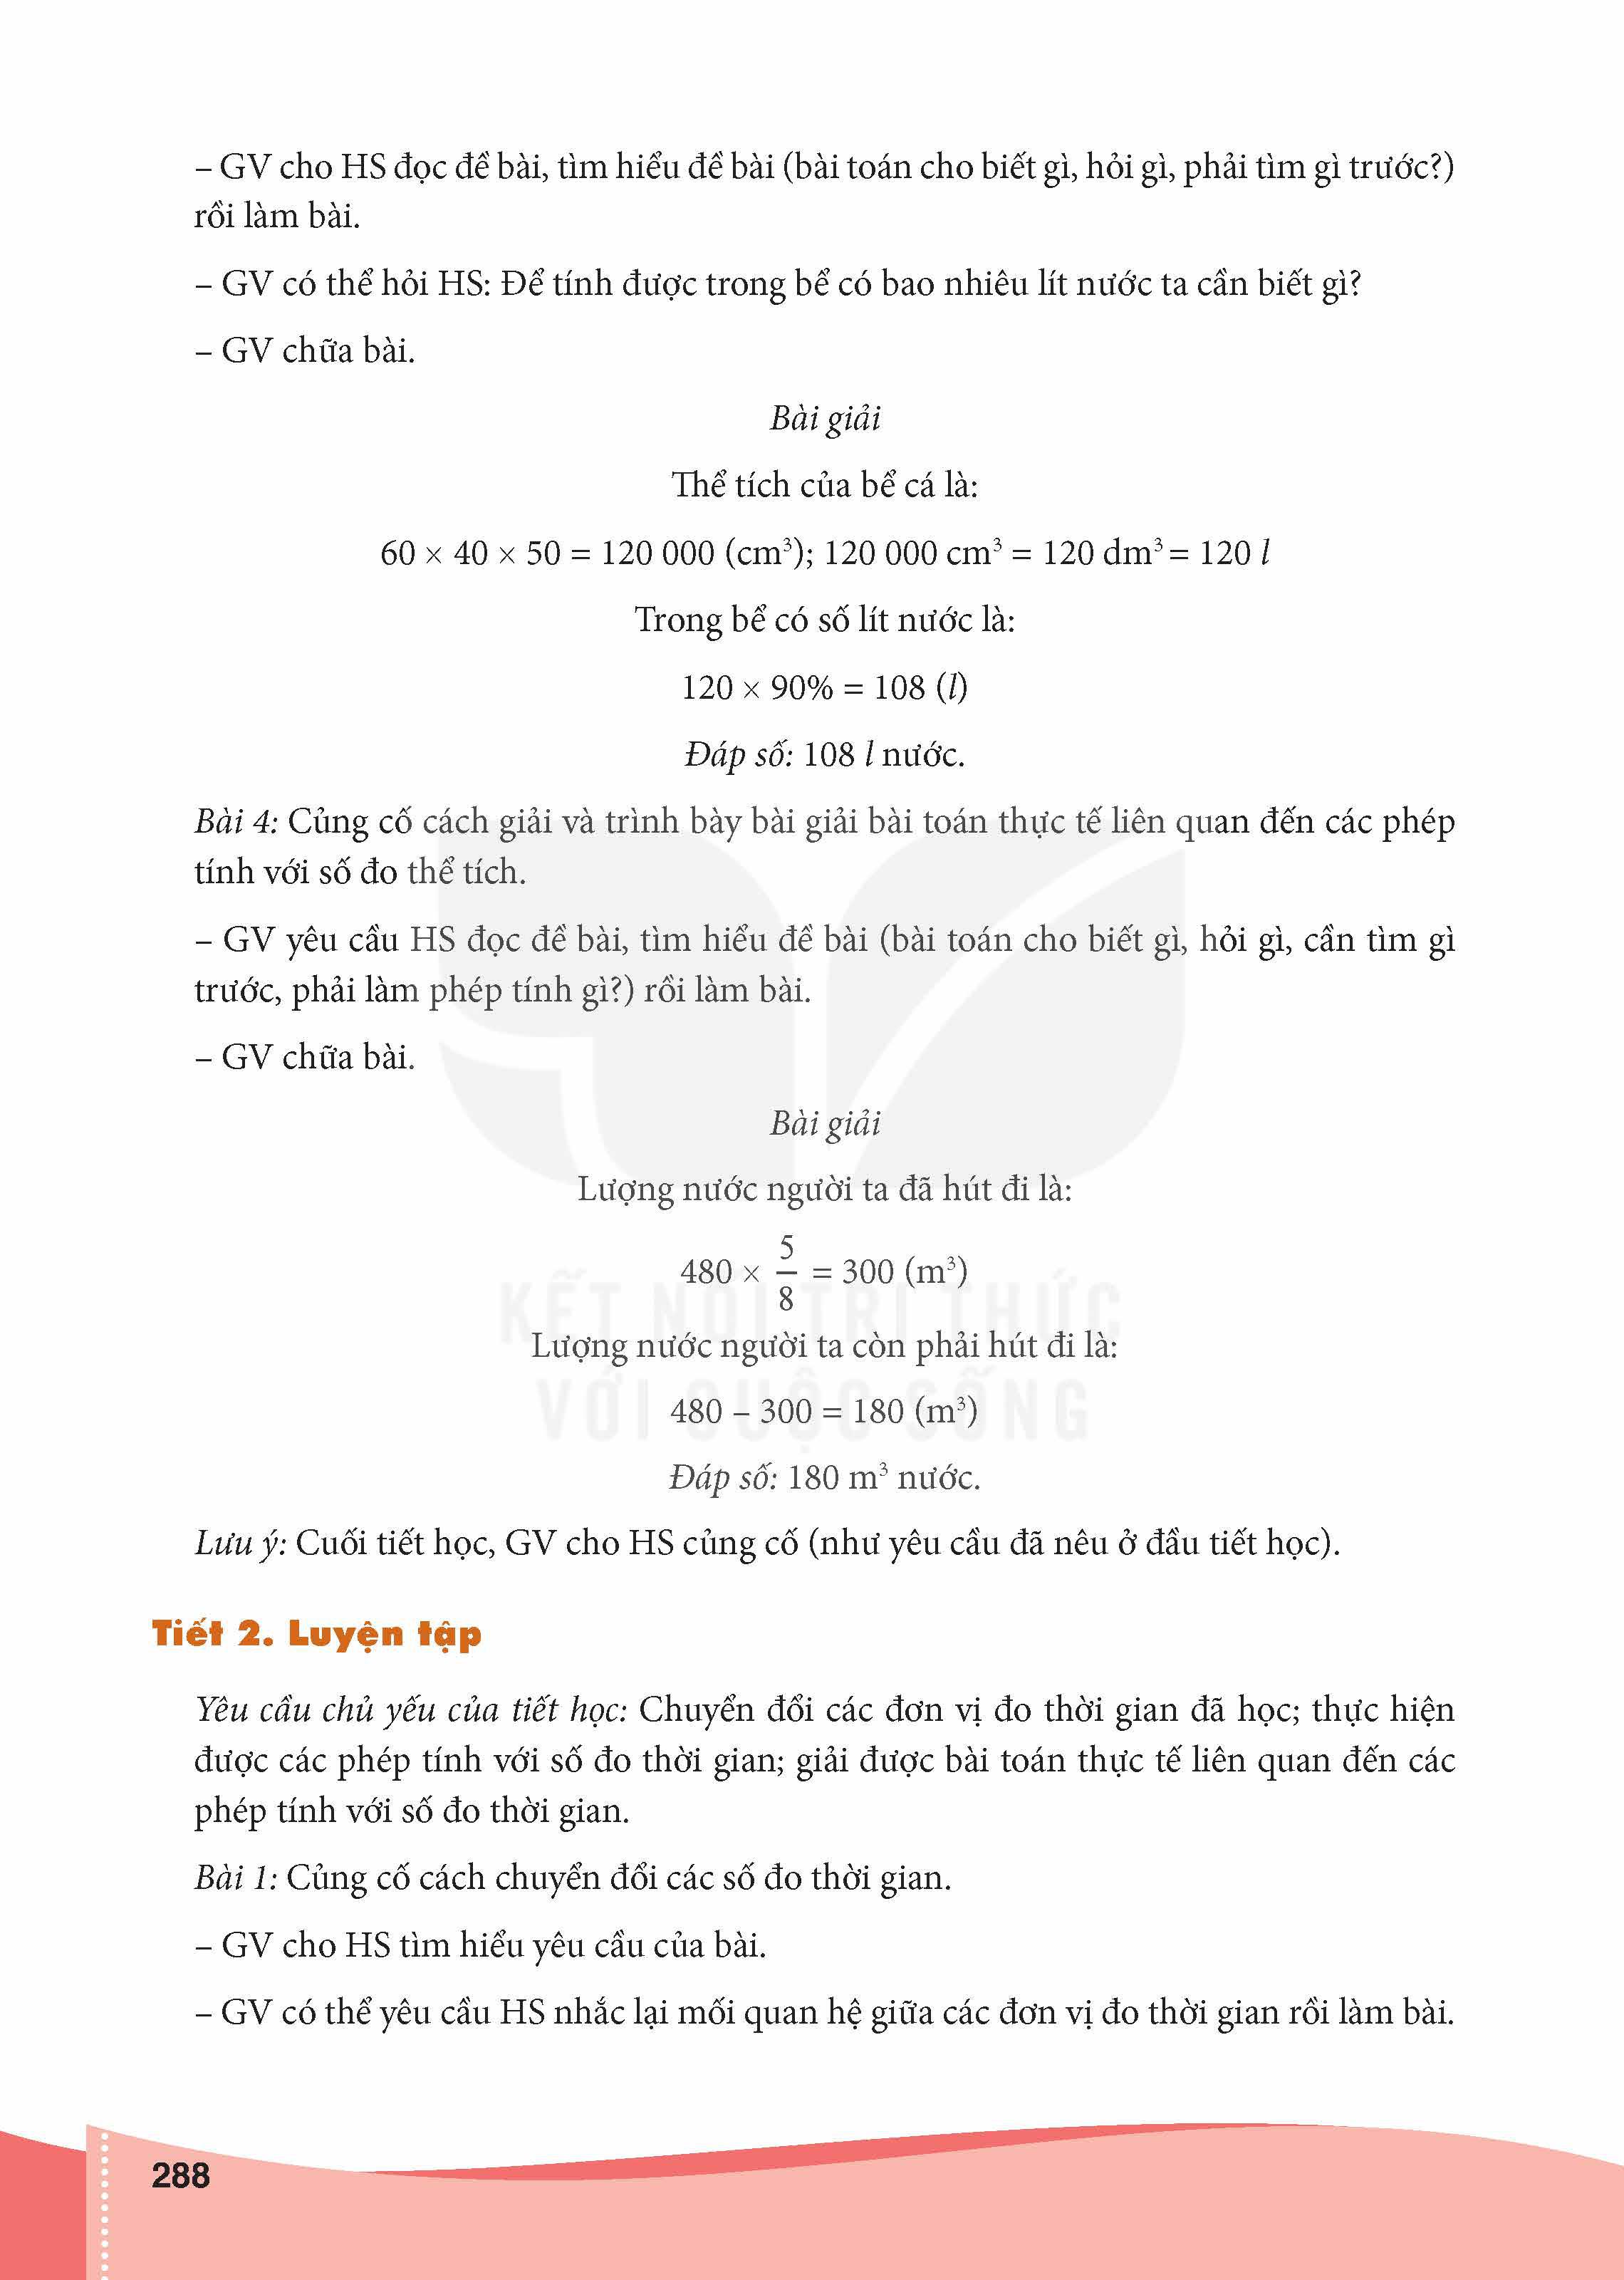 – GV cho HS đọc đề bài, tìm hiểu đề bài (bài toán cho biết gì, hỏi gì, phải tìm gì trước?)
rồi làm bài.
– GV có thể hỏi HS: Để tính được trong bể có bao nhiêu lít nước ta cần biết gì?
– GV chữa bài.
Bài giải
Thể tích của bể cá là:
60 × 40 × 50 = 120 000 (cm³); 120 000 cm³ = 120 dm³ = 120 l
Trong bể có số lít nước là:
120 × 90% = 108 (l)
Đáp số: 108 l nước.
Bài 4: Củng cố cách giải và trình bày bài giải bài toán thực tế liên quan đến các phép
tính với số đo thể tích.
– GV yêu cầu HS đọc đề bài, tìm hiểu đề bài (bài toán cho biết gì, hỏi gì, cần tìm gì
trước, phải làm phép tính gì?) rồi làm bài.
– GV chữa bài.
Bài giải
Lượng nước người ta đã hút đi là:
480 × 5/8 = 300 (m³)
KẾT NỐI TRI THỨC
Lượng nước người ta còn phải hút đi là:
VỚI CUỘC SỐNG
480 – 300 = 180 (m³)
Đáp số: 180 m³ nước.
Lưu ý: Cuối tiết học, GV cho HS củng cố (như yêu cầu đã nêu ở đầu tiết học).
Tiết 2. Luyện tập
Yêu cầu chủ yếu của tiết học: Chuyển đổi các đơn vị đo thời gian đã học; thực hiện
được các phép tính với số đo thời gian; giải được bài toán thực tế liên quan đến các
phép tính với số đo thời gian.
Bài 1: Củng cố cách chuyển đổi các số đo thời gian.
– GV cho HS tìm hiểu yêu cầu của bài.
– GV có thể yêu cầu HS nhắc lại mối quan hệ giữa các đơn vị đo thời gian rồi làm bài.
288